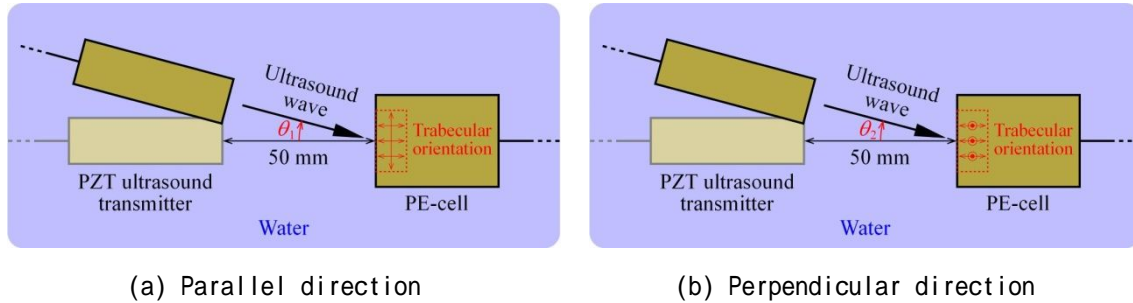 Ultrasound
wave
θ1
50 mm
Trabecular
orientation
PZT ultrasound
transmitter
PE-cell
Water
(a) Parallel direction
Ultrasound
wave
θ2
50 mm
Trabecular
orientation
PZT ultrasound
transmitter
PE-cell
Water
(b) Perpendicular direction